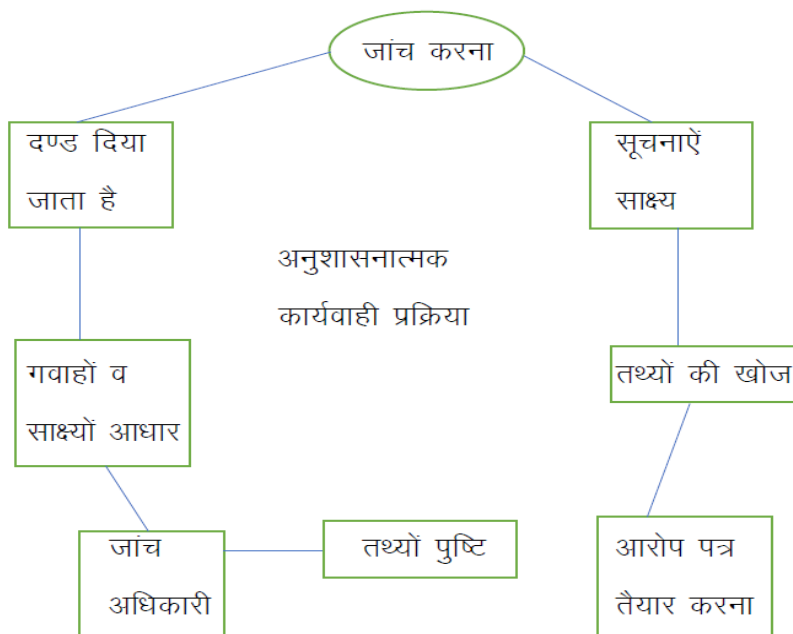 जांच करना
दण्ड दिया
जाता है
सूचनाऐं
साक्ष्य
अनुशासनात्मक
कार्यवाही प्रक्रिया
गवाहों व
साक्ष्यों आधार
तथ्यों की खोज
जांच
अधिकारी
तथ्यों पुष्टि
आरोप पत्र
तैयार करना